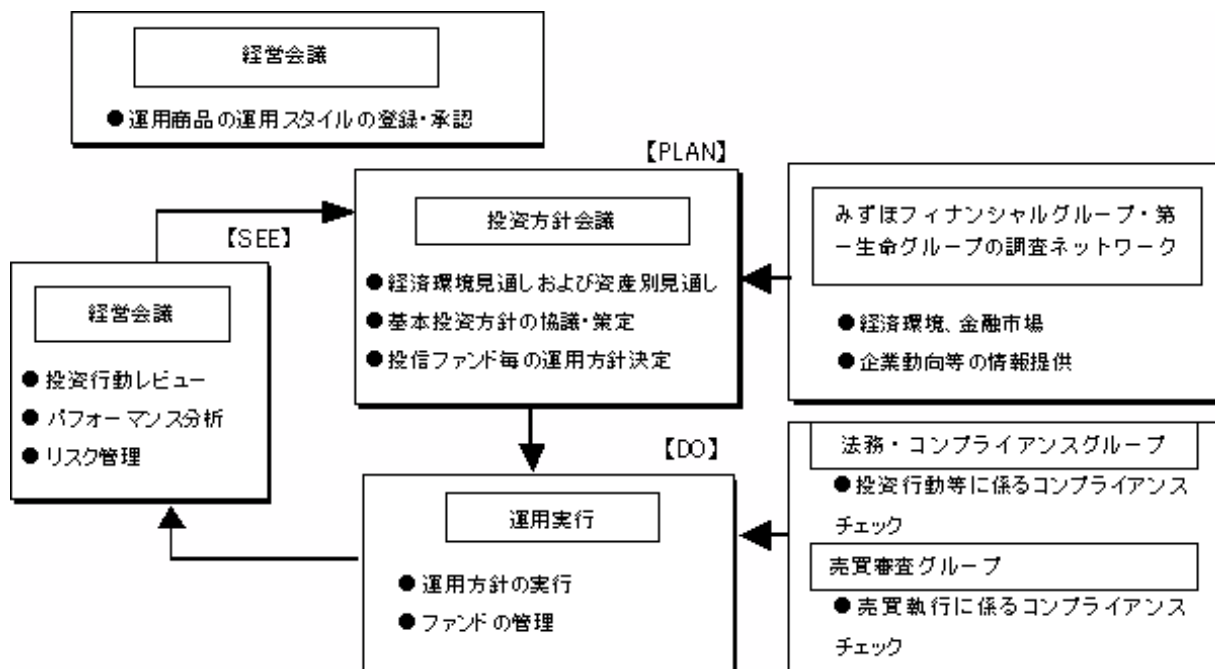 経営会議
●運用商品の運用スタイルの登録・承認
【PLAN】
投資方針会議
●経済環境見通しおよび資産別見通し
●基本投資方針の協議・策定
●投信ファンド毎の運用方針決定
みずほフィナンシャルグループ・第
一生命グループの調査ネットワーク
●経済環境、金融市場
●企業動向等の情報提供
【SEE】
経営会議
●投資行動レビュー
●パフォーマンス分析
●リスク管理
【DO】
運用実行
●運用方針の実行
●ファンドの管理
法務・コンプライアンスグループ
●投資行動等に係るコンプライアンス
チェック
売買審査グループ
●売買執行に係るコンプライアンス
チェック